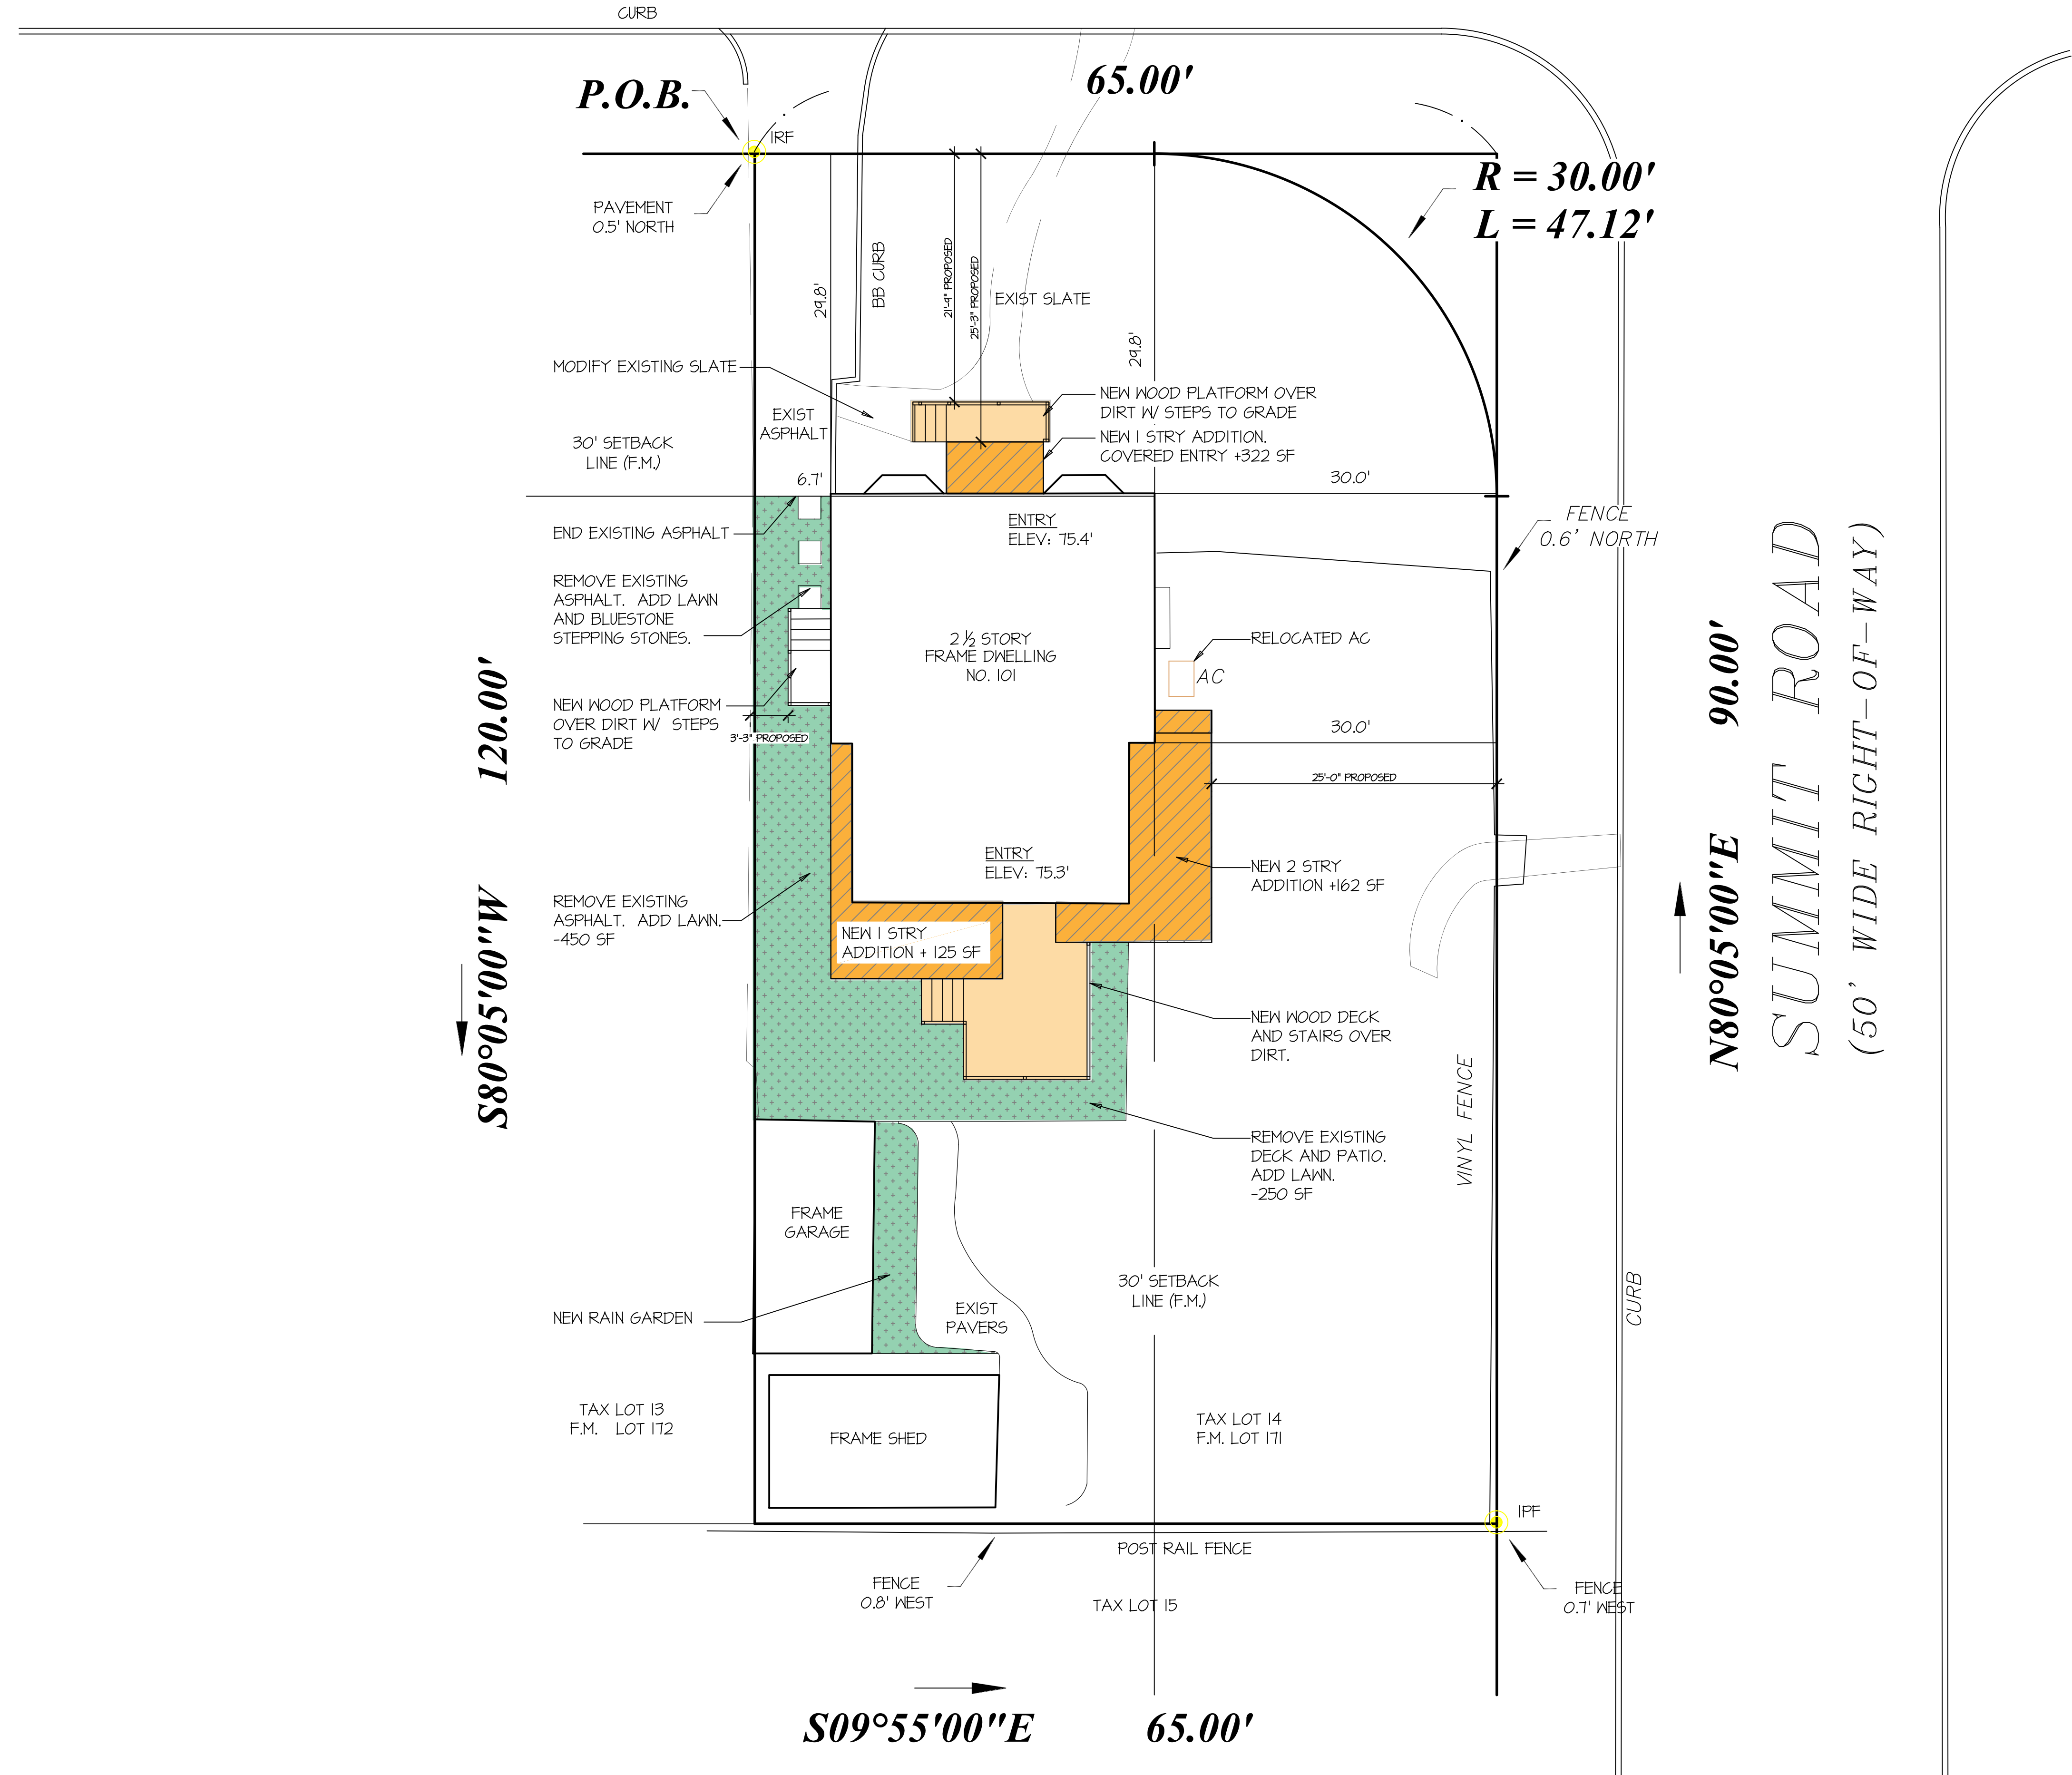 CURB
P.O.B.
65.00'
IRF
R = 30.00'
L = 47.12'
PAVEMENT
0.5' NORTH
29.8'
BB CURB
21'-9" PROPOSED
25'-3" PROPOSED
EXIST SLATE
29.8'
MODIFY EXISTING SLATE
NEW WOOD PLATFORM OVER
DIRT W/ STEPS TO GRADE
EXIST
ASPHALT
NEW 1 STRY ADDITION.
COVERED ENTRY +322 SF
30' SETBACK
LINE (F.M.)
6.7'
30.0'
FENCE
0.6' NORTH
END EXISTING ASPHALT
ENTRY
ELEV: 75.4'
REMOVE EXISTING
ASPHALT. ADD LAWN
AND BLUESTONE
STEPPING STONES.
2 1/2 STORY
FRAME DWELLING
NO. 101
RELOCATED AC
AC
NEW WOOD PLATFORM
OVER DIRT W/ STEPS
TO GRADE
3'-3" PROPOSED
30.0'
25'-0" PROPOSED
120.00'
S80°05'00"W
90.00'
N80°05'00"E
SUMMIT ROAD
(50' WIDE RIGHT-OF-WAY)
ENTRY
ELEV: 75.3'
NEW 2 STRY
ADDITION +162 SF
REMOVE EXISTING
ASPHALT. ADD LAWN.
-450 SF
NEW 1 STRY
ADDITION + 125 SF
NEW WOOD DECK
AND STAIRS OVER
DIRT.
VINYL FENCE
REMOVE EXISTING
DECK AND PATIO.
ADD LAWN.
-250 SF
FRAME
GARAGE
30' SETBACK
LINE (F.M.)
CURB
NEW RAIN GARDEN
EXIST
PAVERS
TAX LOT 13
F.M. LOT 172
FRAME SHED
TAX LOT 14
F.M. LOT 171
IPF
POST RAIL FENCE
FENCE
0.8' WEST
TAX LOT 15
FENCE
0.7' WEST
S09°55'00"E
65.00'